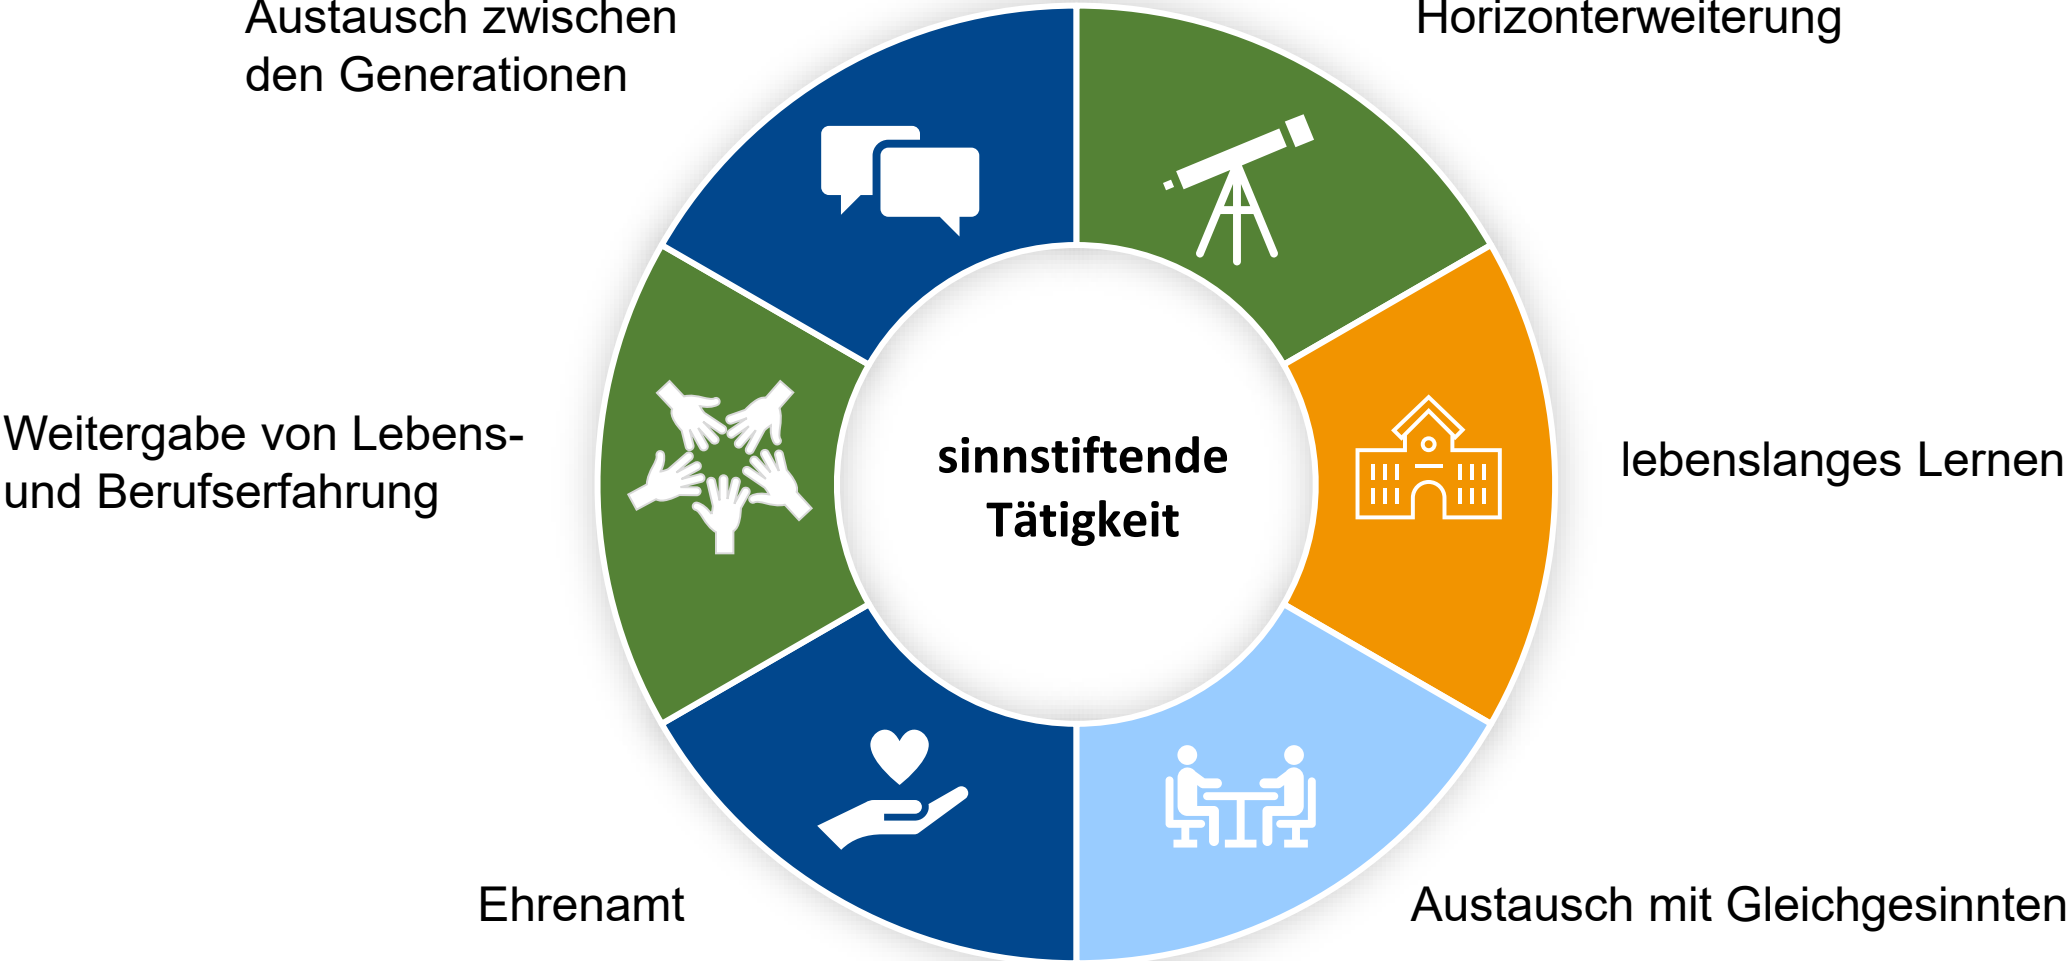 Austausch zwischen
den Generationen
Horizonterweiterung
Weitergabe von Lebens-
und Berufserfahrung
sinnstiftende
Tätigkeit
lebenslanges Lernen
Ehrenamt
Austausch mit Gleichgesinnten